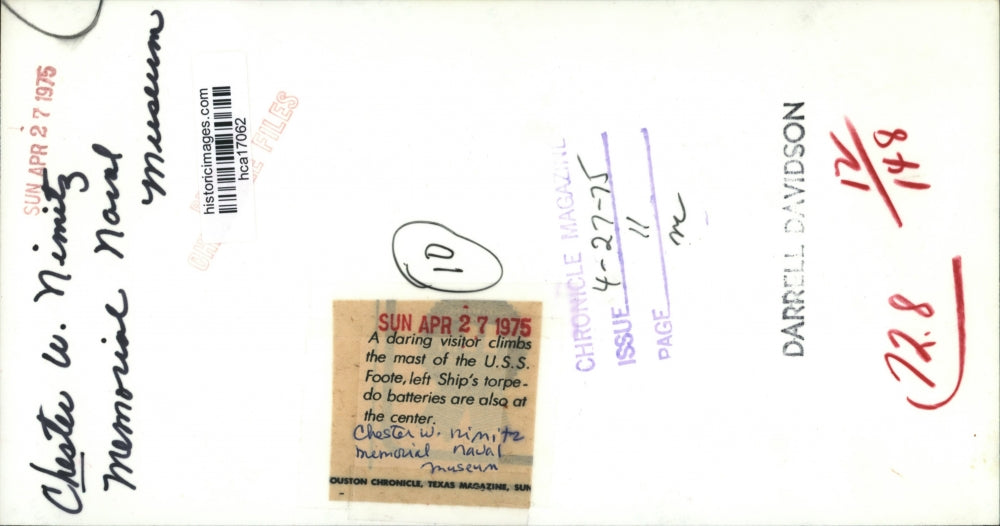 Chester W. Nimitz
Memorial Naval
Museum
SUN APR 27 1975
historicimages.com
hca17062
FILES
10
SUN APR 27 1975
A daring visitor climbs
the mast of the U.S.S.
Foote, left Ship's torpe-
do batteries are also at
the center.
Chester W. Nimitz
Memorial Naval
Museum
OUSTON CHRONICLE, TEXAS MAGAZINE, SUN
CHRONICLE MAGAZINE
ISSUE 4-27-75
PAGE 11
DARRELL DAVIDSON
12/148
72.8